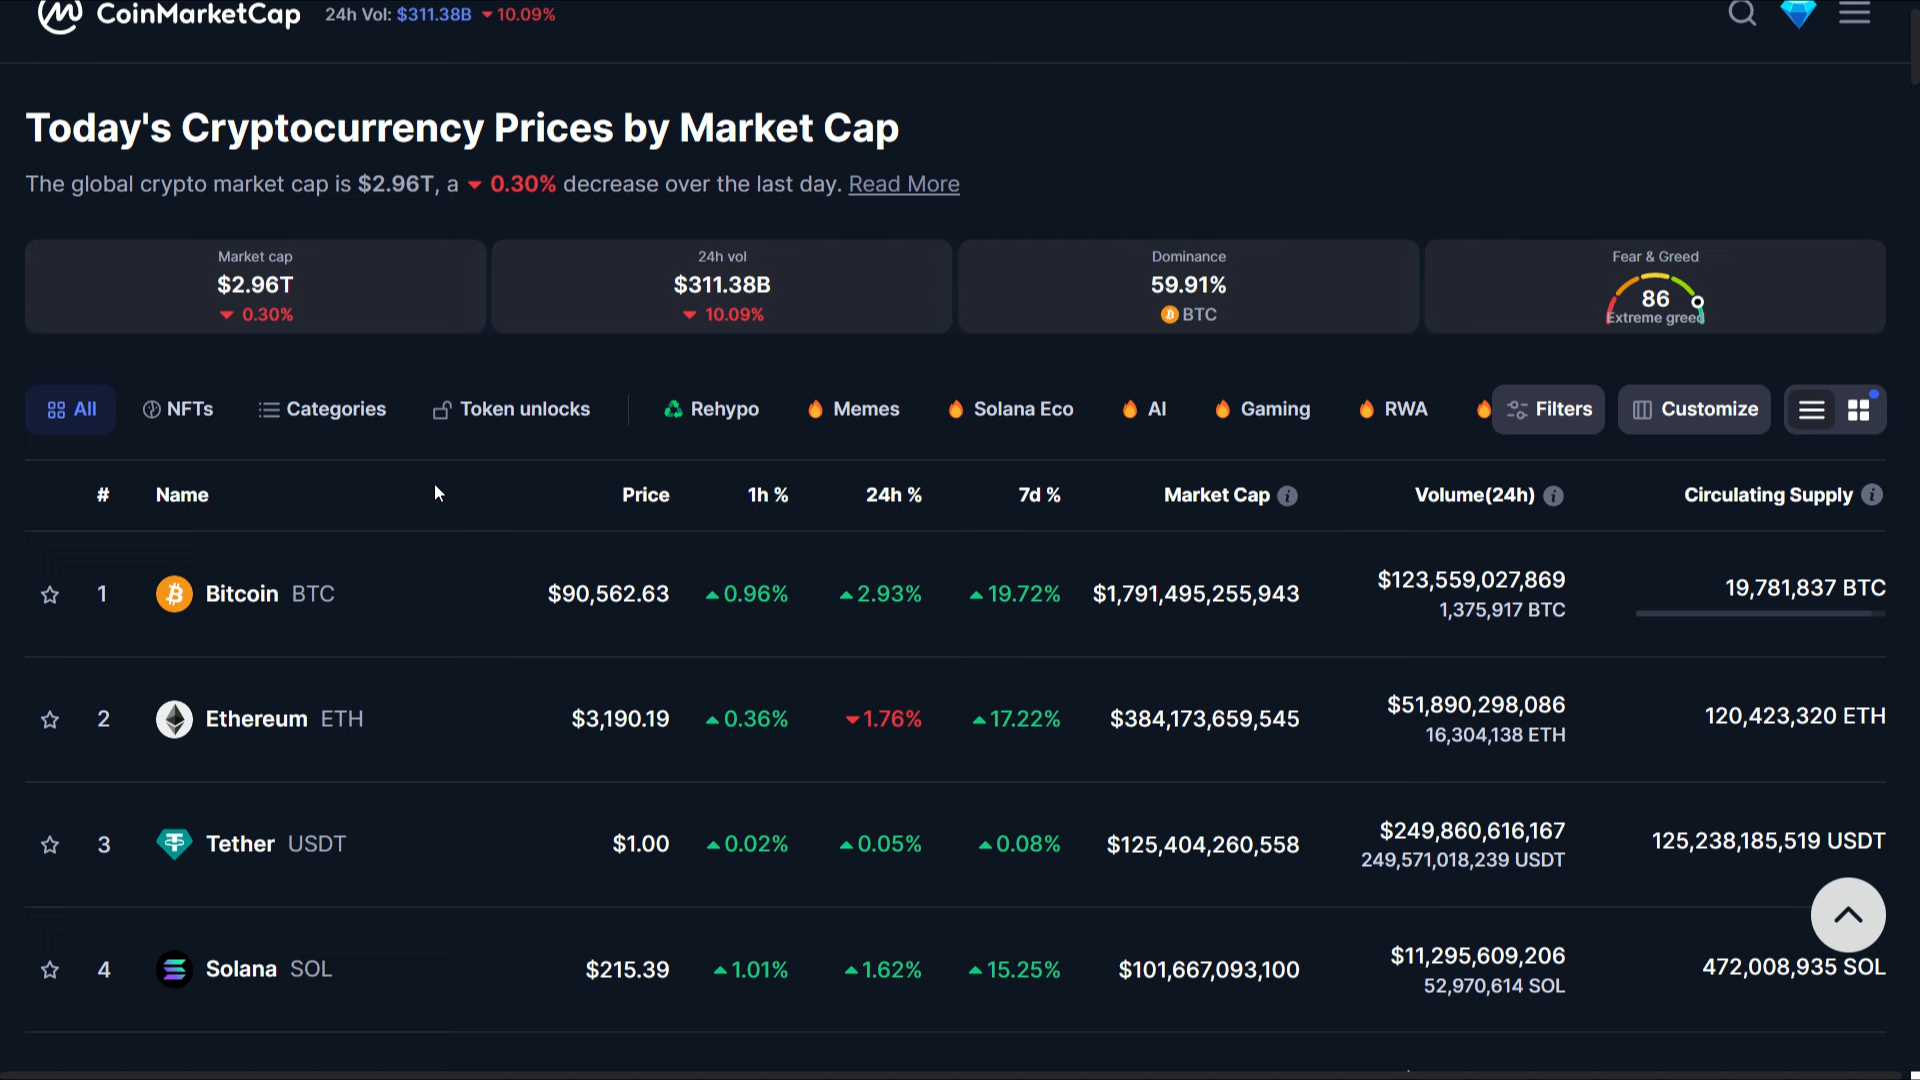 CoinMarketCap 24h Vol: $311.38B 10.09%
Today's Cryptocurrency Prices by Market Cap
The global crypto market cap is $2.96T, a 0.30% decrease over the last day. Read More
Market cap
$2.96T
0.30%
24h vol
$311.38B
10.09%
Dominance
59.91%
BTC
Fear & Greed
86
Extreme greed
All NFTs Categories Token unlocks Rehypo Memes Solana Eco AI Gaming RWA Filters Customize
# Name Price 1h % 24h % 7d % Market Cap Volume(24h) Circulating Supply
1 Bitcoin BTC $90,562.63 0.96% 2.93% 19.72% $1,791,495,255,943 $123,559,027,869 19,781,837 BTC
1,375,917 BTC
2 Ethereum ETH $3,190.19 0.36% 1.76% 17.22% $384,173,659,545 $51,890,298,086 120,423,320 ETH
16,304,138 ETH
3 Tether USDT $1.00 0.02% 0.05% 0.08% $125,404,260,558 $249,860,616,167 125,238,185,519 USDT
249,571,018,239 USDT
4 Solana SOL $215.39 1.01% 1.62% 15.25% $101,667,093,100 $11,295,609,206 472,008,935 SOL
52,970,614 SOL